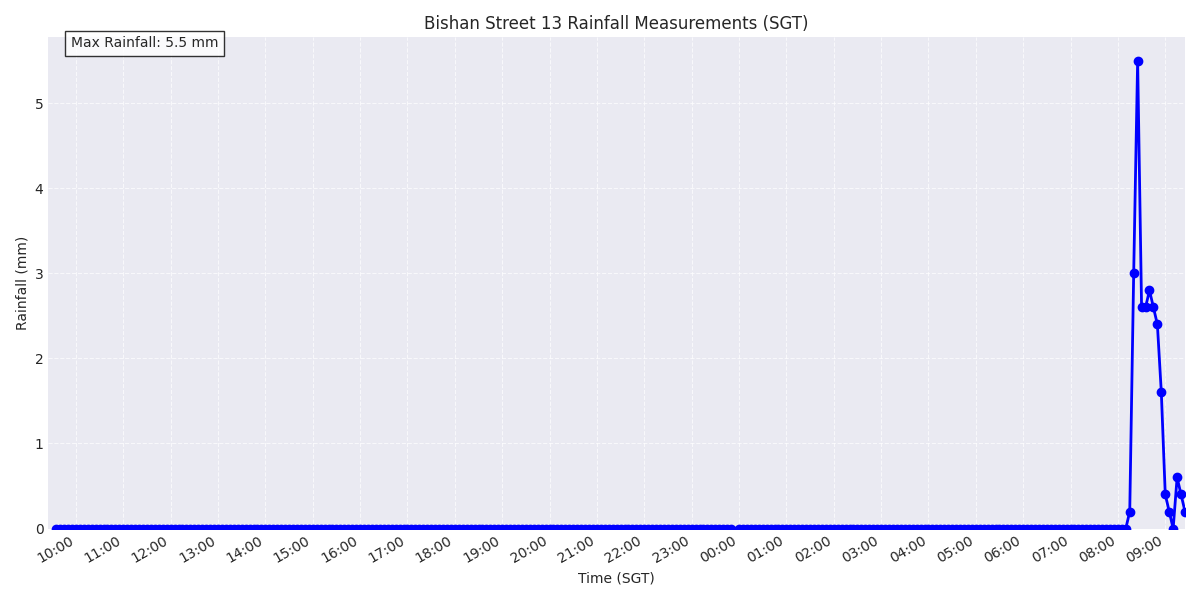 Bishan Street 13 Rainfall Measurements (SGT)
Max Rainfall: 5.5 mm
Rainfall (mm)
5
4
3
2
1
0
10:00 11:00 12:00 13:00 14:00 15:00 16:00 17:00 18:00 19:00 20:00 21:00 22:00 23:00 00:00 01:00 02:00 03:00 04:00 05:00 06:00 07:00 08:00 09:00
Time (SGT)